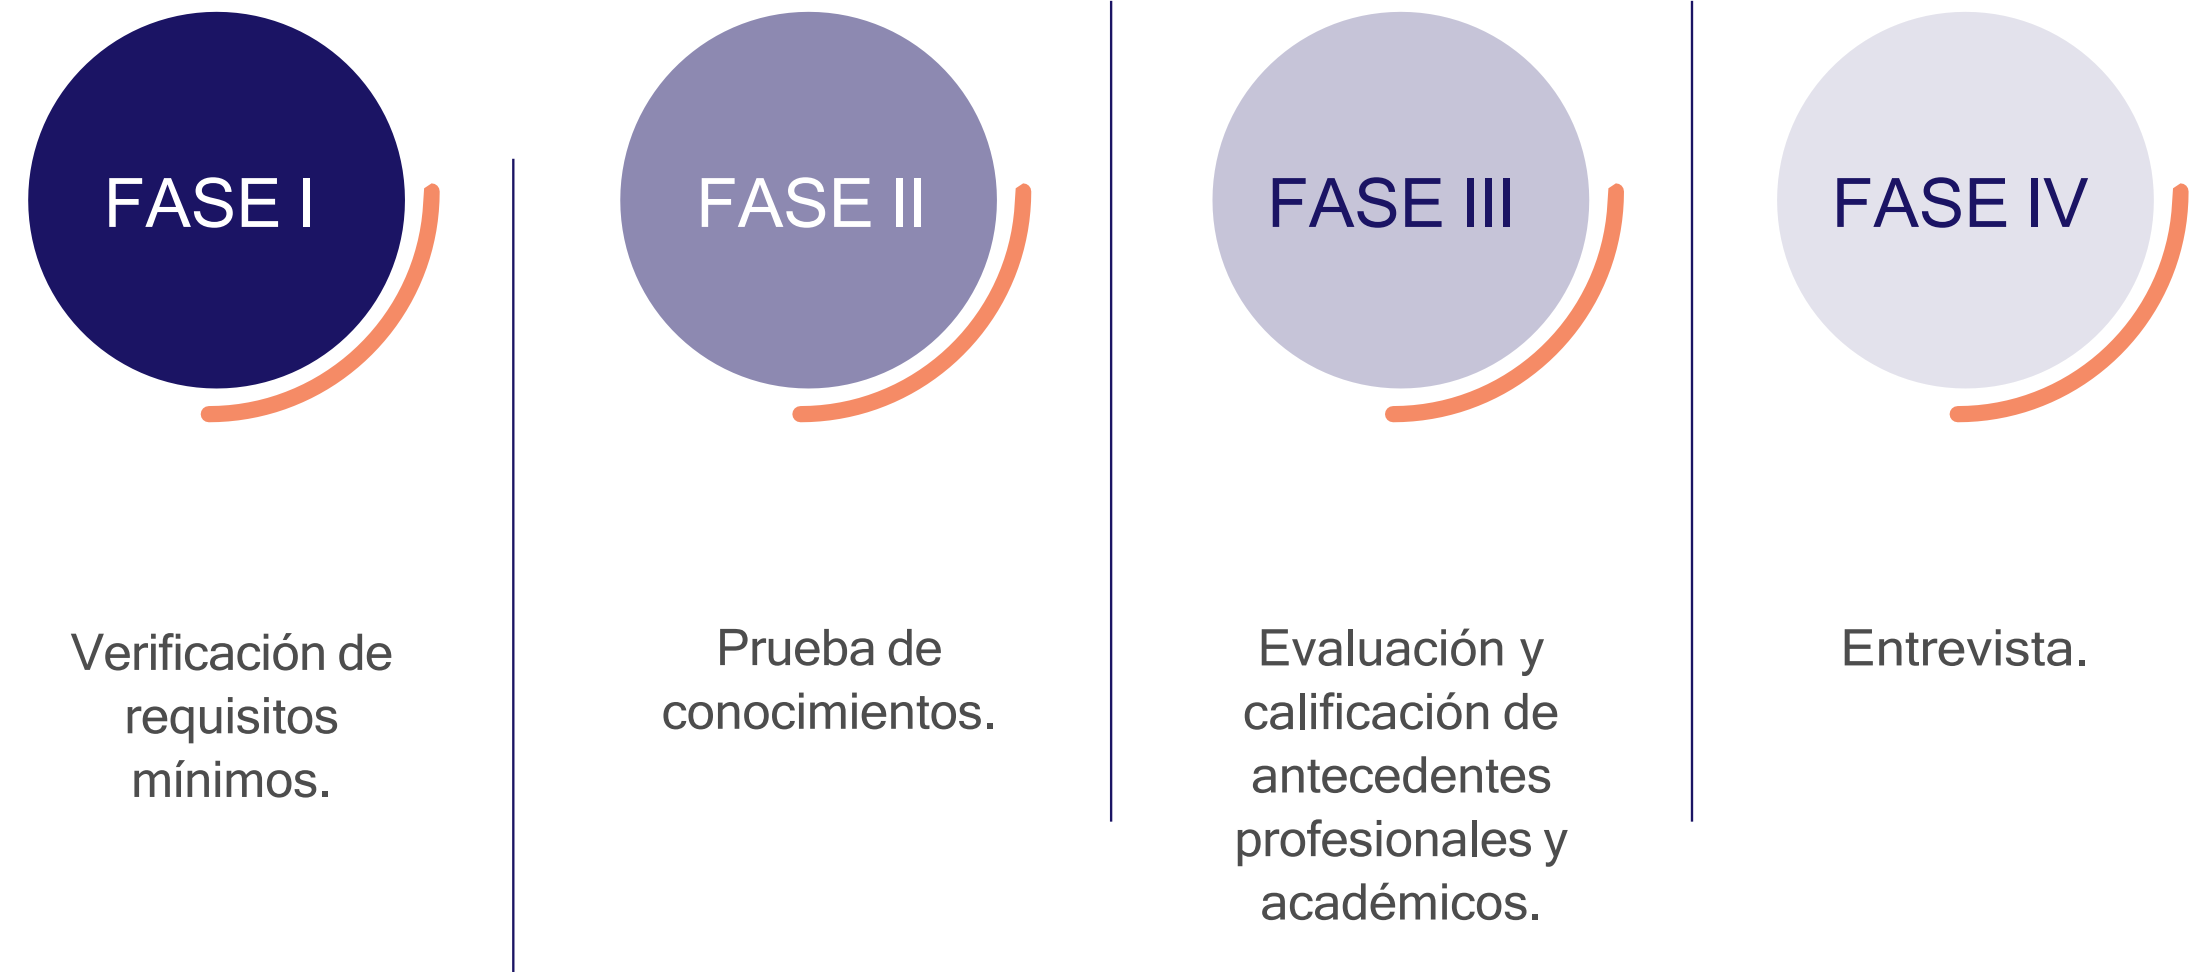 FASE I
Verificación de
requisitos
mínimos.
FASE II
Prueba de
conocimientos.
FASE III
Evaluación y
calificación de
antecedentes
profesionales y
académicos.
FASE IV
Entrevista.